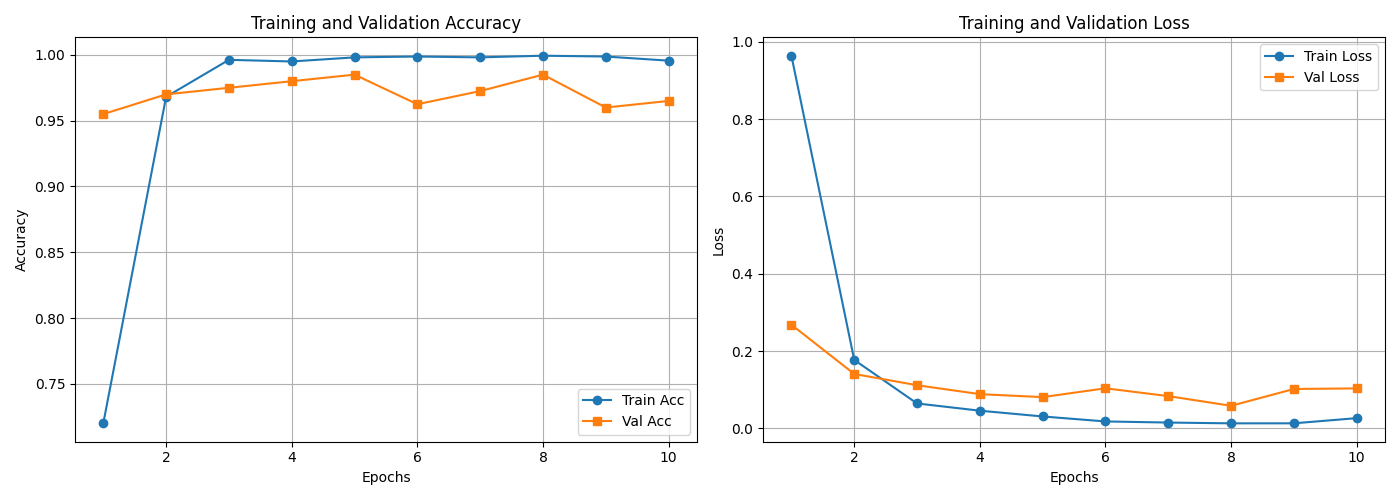 Training and Validation Accuracy
Accuracy
1.00
0.95
0.90
0.85
0.80
0.75
Train Acc
Val Acc
2 4 6 8 10
Epochs
Training and Validation Loss
Loss
1.0
0.8
0.6
0.4
0.2
0.0
Train Loss
Val Loss
2 4 6 8 10
Epochs